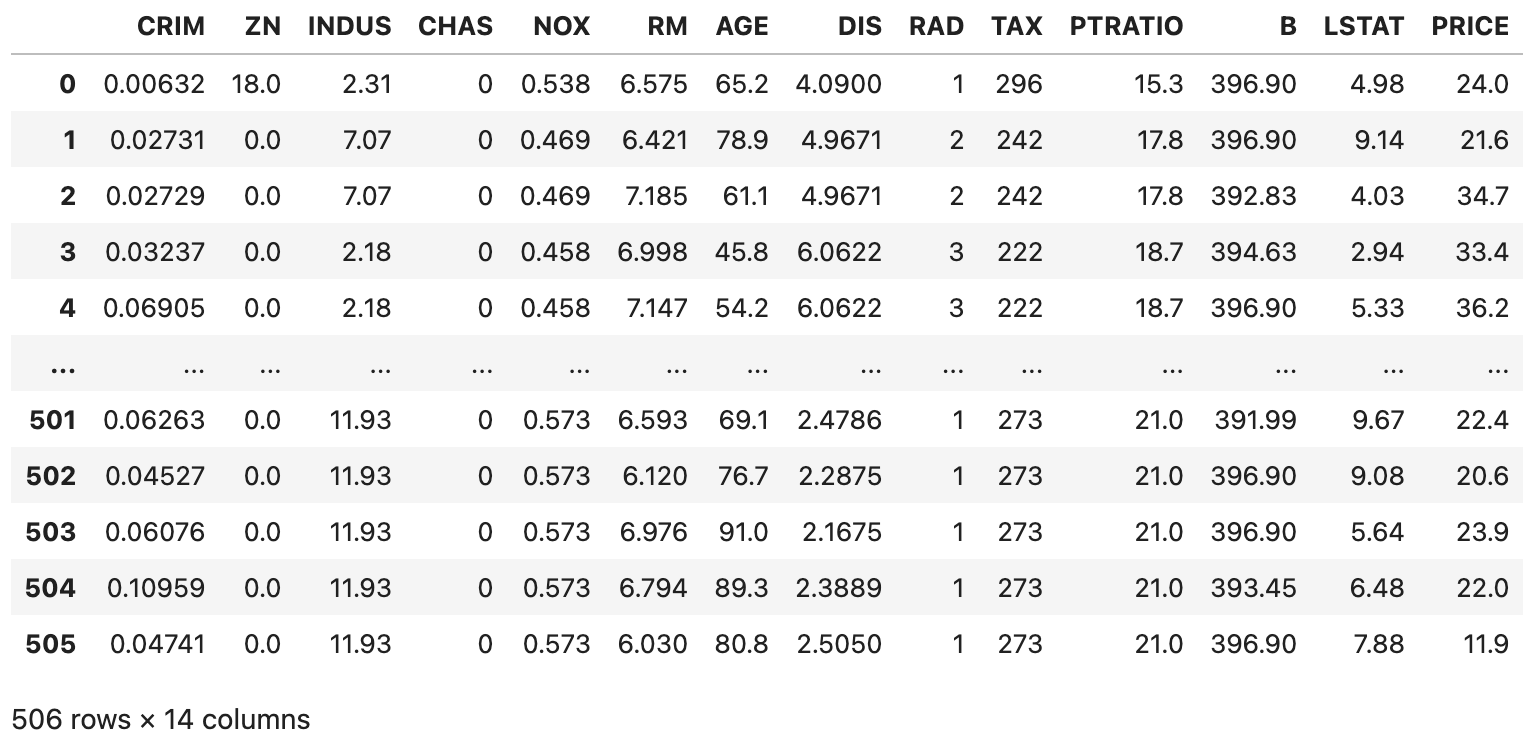 CRIM ZN INDUS CHAS NOX RM AGE DIS RAD TAX PTRATIO B LSTAT PRICE
0 0.00632 18.0 2.31 0 0.538 6.575 65.2 4.0900 1 296 15.3 396.90 4.98 24.0
1 0.02731 0.0 7.07 0 0.469 6.421 78.9 4.9671 2 242 17.8 396.90 9.14 21.6
2 0.02729 0.0 7.07 0 0.469 7.185 61.1 4.9671 2 242 17.8 392.83 4.03 34.7
3 0.03237 0.0 2.18 0 0.458 6.998 45.8 6.0622 3 222 18.7 394.63 2.94 33.4
4 0.06905 0.0 2.18 0 0.458 7.147 54.2 6.0622 3 222 18.7 396.90 5.33 36.2
... ... ... ... ... ... ... ... ... ... ... ... ... ... ...
501 0.06263 0.0 11.93 0 0.573 6.593 69.1 2.4786 1 273 21.0 391.99 9.67 22.4
502 0.04527 0.0 11.93 0 0.573 6.120 76.7 2.2875 1 273 21.0 396.90 9.08 20.6
503 0.06076 0.0 11.93 0 0.573 6.976 91.0 2.1675 1 273 21.0 396.90 5.64 23.9
504 0.10959 0.0 11.93 0 0.573 6.794 89.3 2.3889 1 273 21.0 393.45 6.48 22.0
505 0.04741 0.0 11.93 0 0.573 6.030 80.8 2.5050 1 273 21.0 396.90 7.88 11.9
506 rows × 14 columns